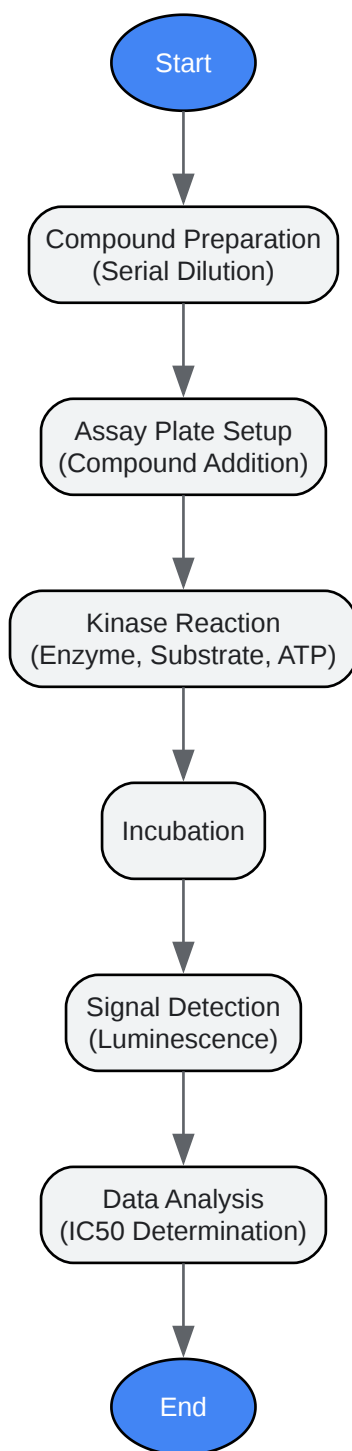 Start
Compound Preparation
(Serial Dilution)
Assay Plate Setup
(Compound Addition)
Kinase Reaction
(Enzyme, Substrate, ATP)
Incubation
Signal Detection
(Luminescence)
Data Analysis
(IC50 Determination)
End